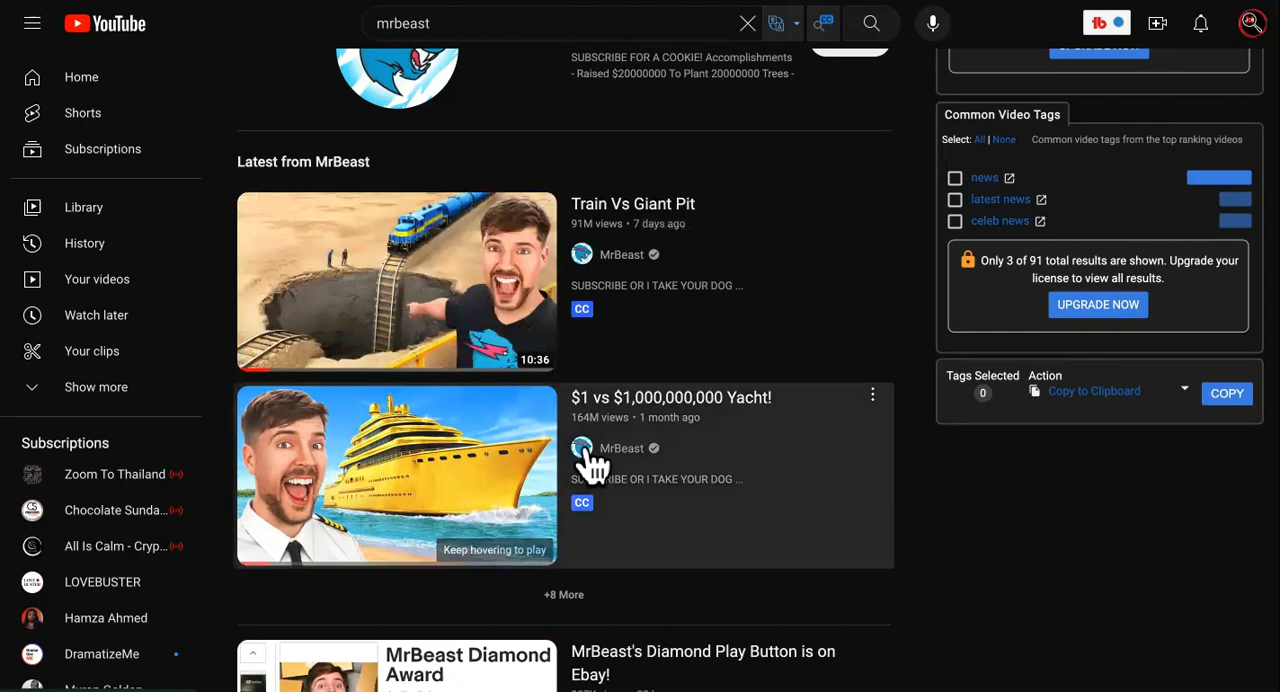 YouTube
mrbeast
tb
Home
Shorts
Subscriptions
Library
History
Your videos
Watch later
Your clips
Show more
Subscriptions
Zoom To Thailand
Chocolate Sunda...
All Is Calm - Cryp...
LOVEBUSTER
Hamza Ahmed
DramatizeMe
SUBSCRIBE FOR A COOKIE! Accomplishments
- Raised $20000000 To Plant 20000000 Trees -
Latest from MrBeast
10:36
Train Vs Giant Pit
91M views • 7 days ago
MrBeast
SUBSCRIBE OR I TAKE YOUR DOG ...
CC
Keep hovering to play
$1 vs $1,000,000,000 Yacht!
164M views • 1 month ago
MrBeast
OR I TAKE YOUR DOG ...
CC
+8 More
MrBeast Diamond
Award
MrBeast's Diamond Play Button is on
Ebay!
UPGRADE NOW
Common Video Tags
Select: All | None Common video tags from the top ranking videos
news
latest news
celeb news
Only 3 of 91 total results are shown. Upgrade your
license to view all results.
UPGRADE NOW
Tags Selected
0
Action
Copy to Clipboard
COPY